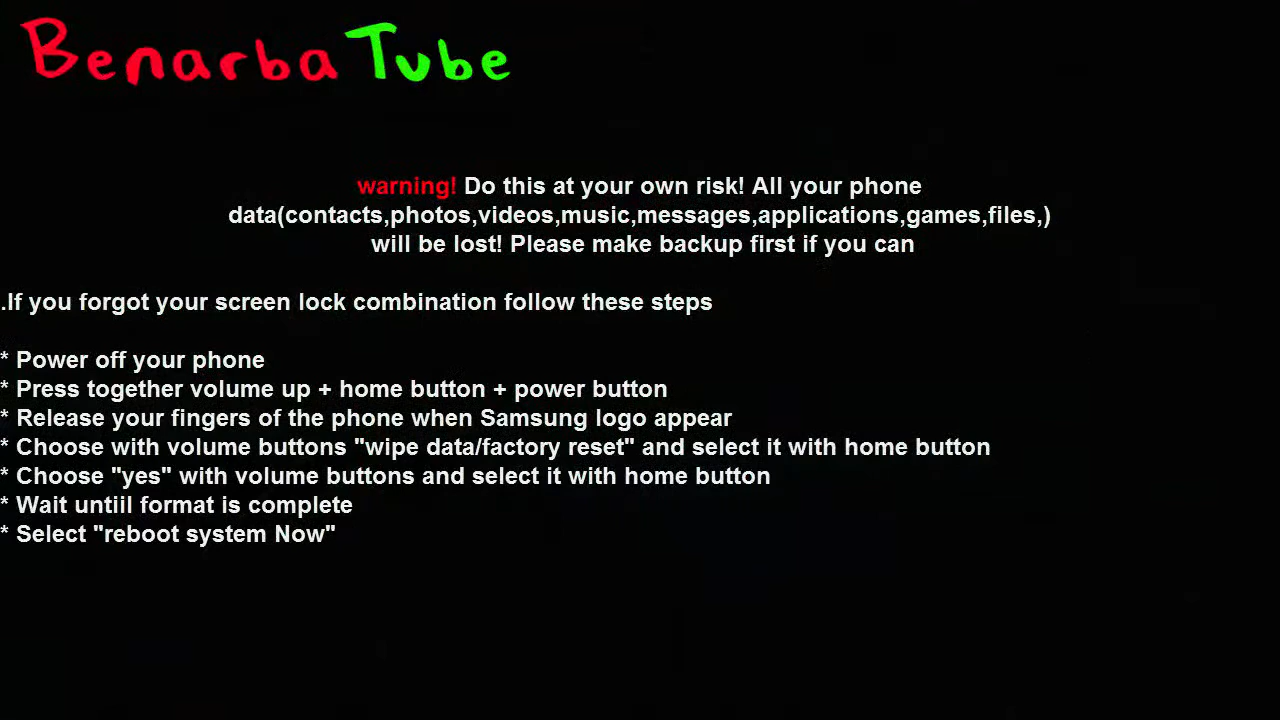 Benarba Tube
warning! Do this at your own risk! All your phone
data(contacts,photos,videos,music,messages,applications,games,files,)
will be lost! Please make backup first if you can
.If you forgot your screen lock combination follow these steps
* Power off your phone
* Press together volume up + home button + power button
* Release your fingers of the phone when Samsung logo appear
* Choose with volume buttons "wipe data/factory reset" and select it with home button
* Choose "yes" with volume buttons and select it with home button
* Wait untiil format is complete
* Select "reboot system Now"